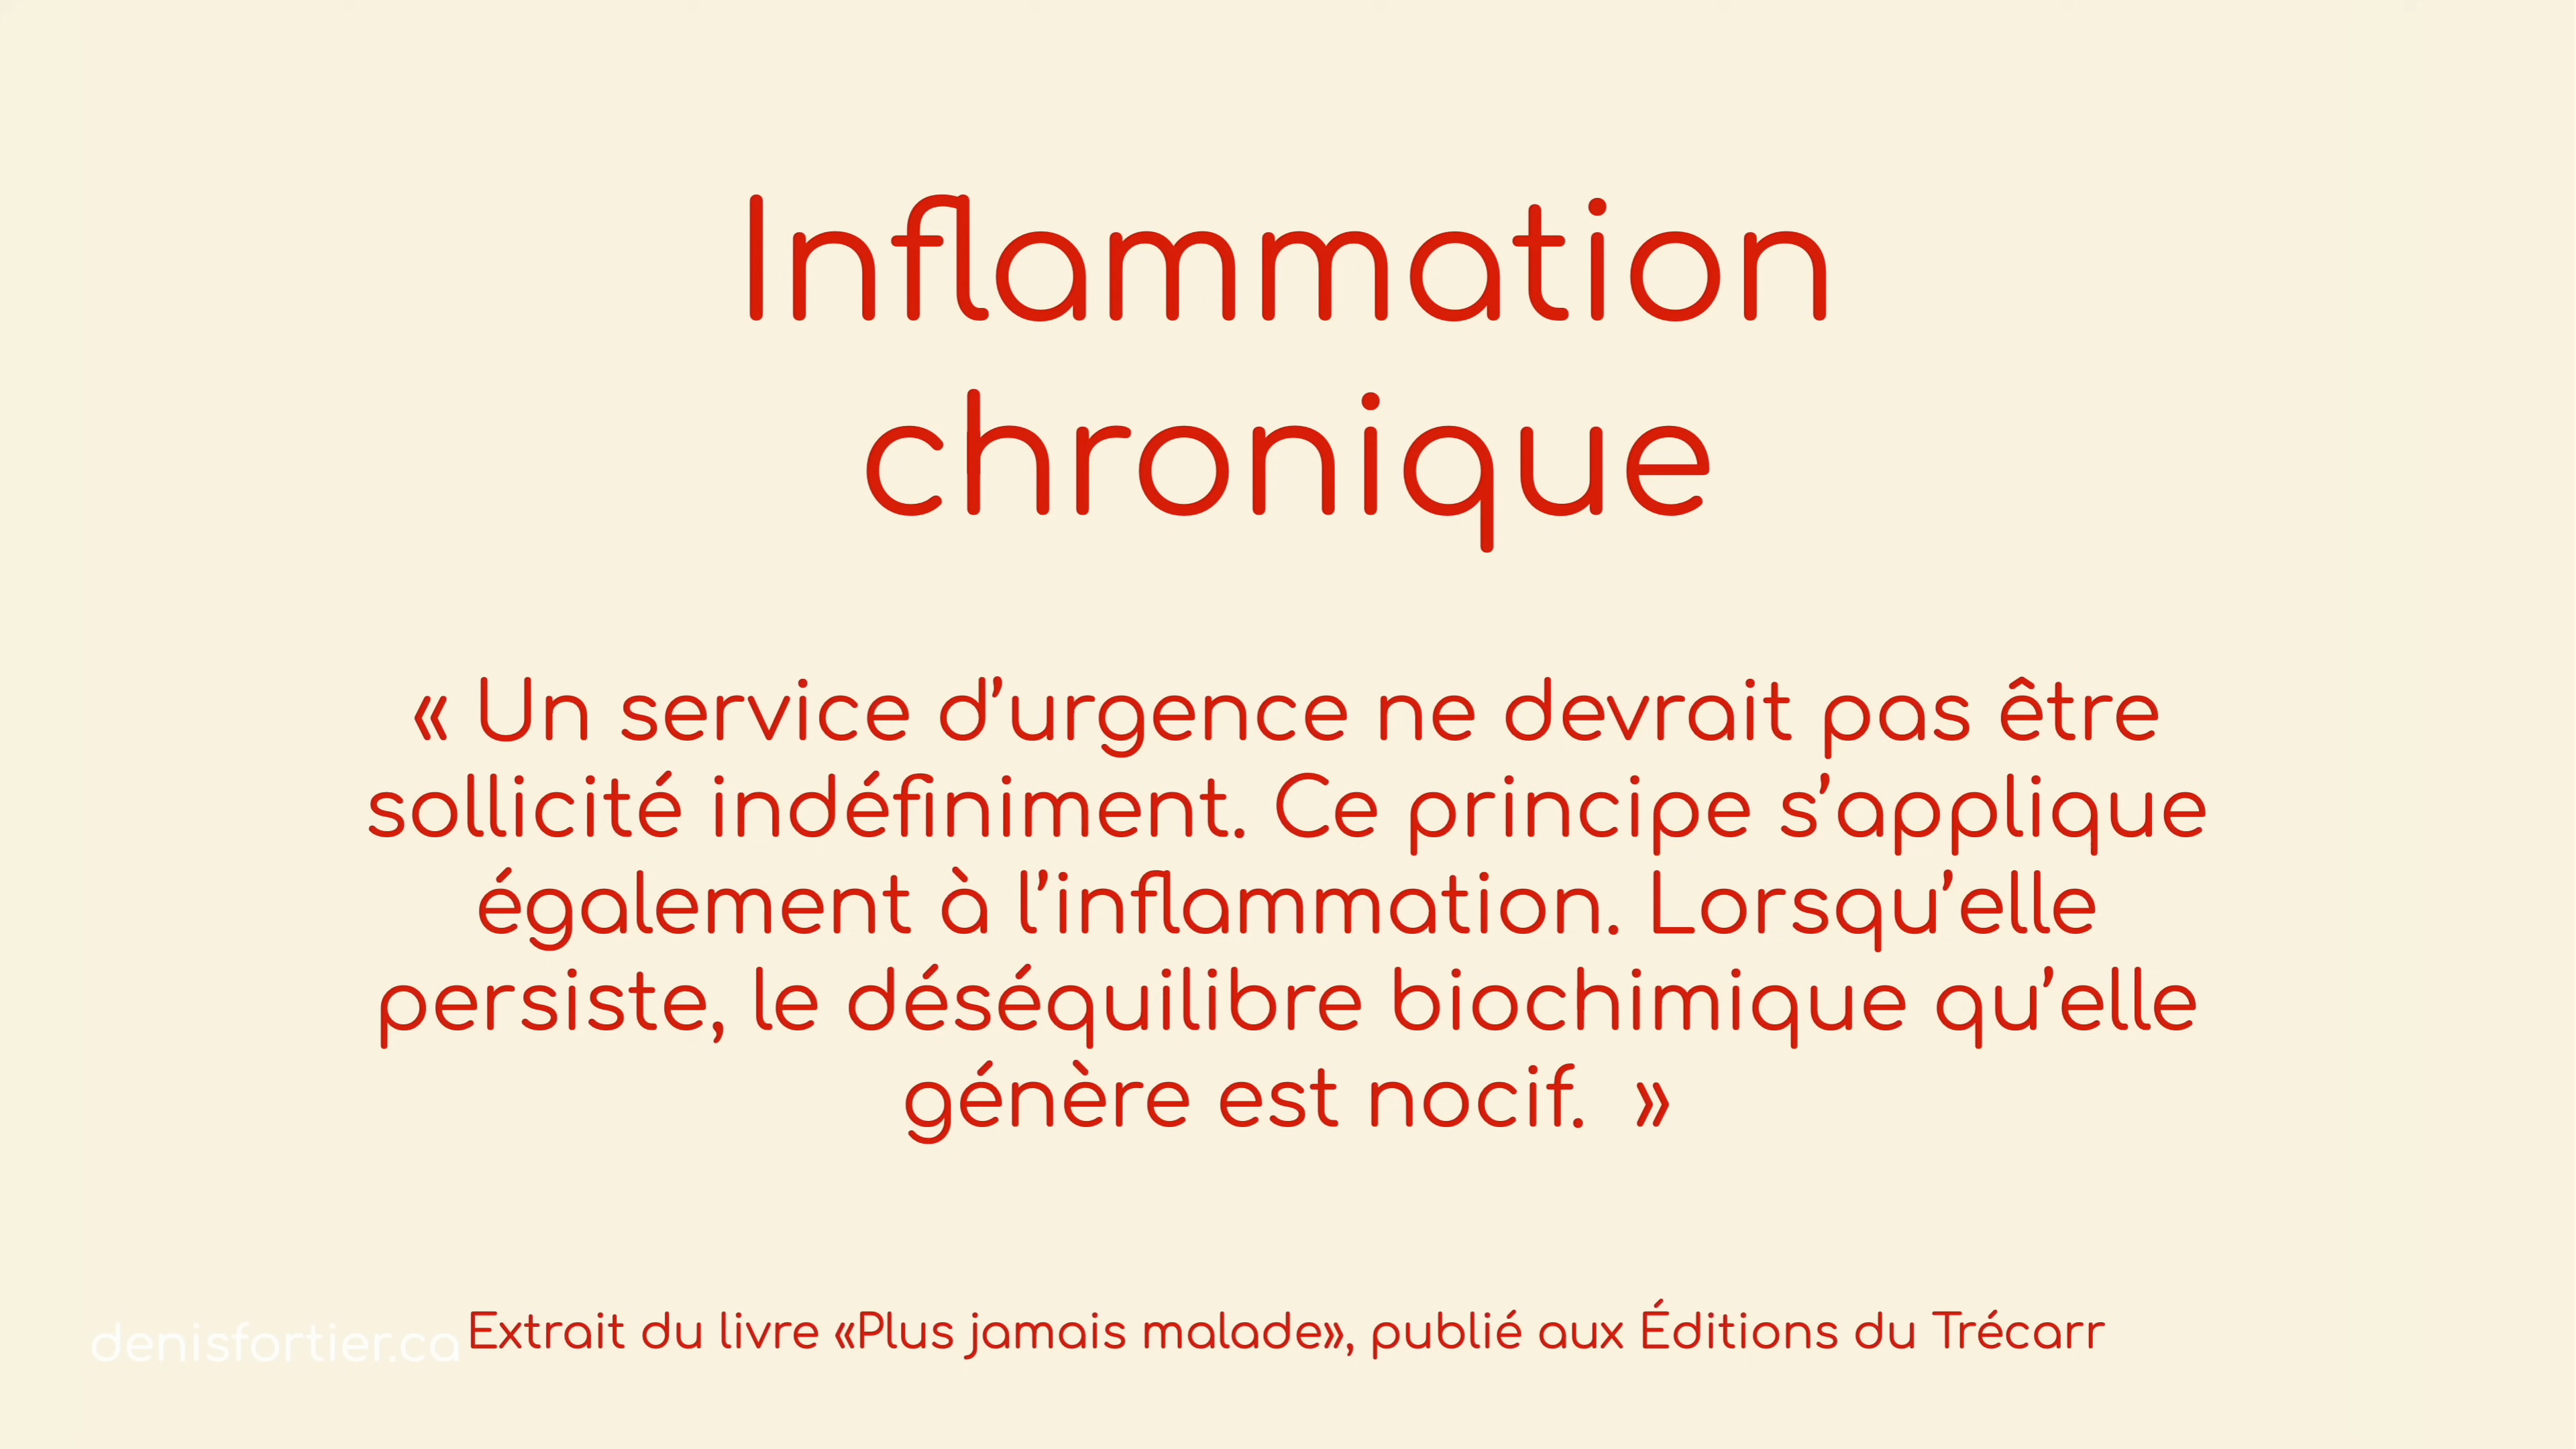 Inflammation
chronique
« Un service d’urgence ne devrait pas être
sollicité indéfiniment. Ce principe s’applique
également à l’inflammation. Lorsqu’elle
persiste, le déséquilibre biochimique qu’elle
génère est nocif.  »
denisfortier.ca
Extrait du livre «Plus jamais malade», publié aux Éditions du Trécarr